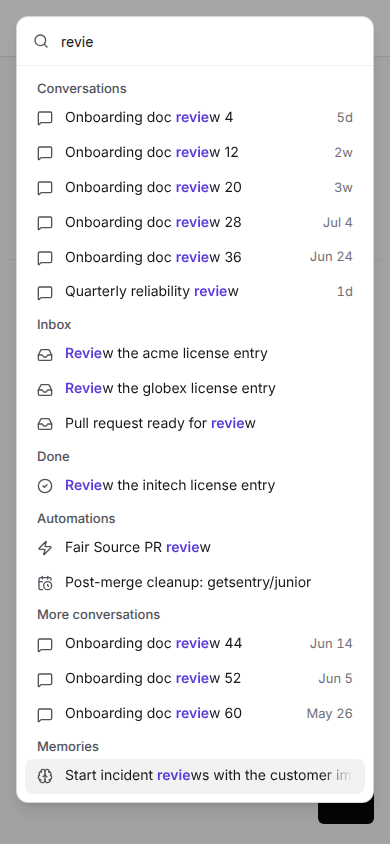 revie
Conversations
Onboarding doc review 4 5d
Onboarding doc review 12 2w
Onboarding doc review 20 3w
Onboarding doc review 28 Jul 4
Onboarding doc review 36 Jun 24
Quarterly reliability review 1d
Inbox
Review the acme license entry
Review the globex license entry
Pull request ready for review
Done
Review the initech license entry
Automations
Fair Source PR review
Post-merge cleanup: getsentry/junior
More conversations
Onboarding doc review 44 Jun 14
Onboarding doc review 52 Jun 5
Onboarding doc review 60 May 26
Memories
Start incident reviews with the customer im